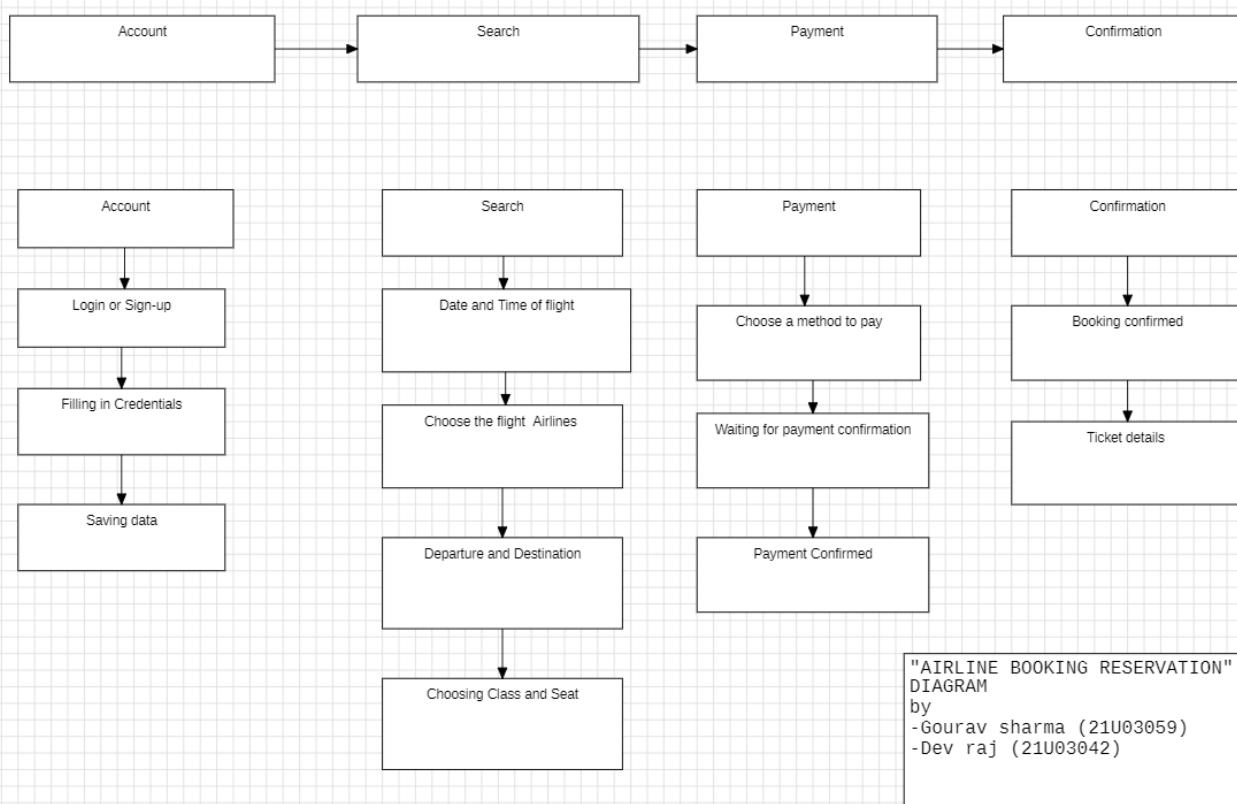 Account
Search
Payment
Confirmation
Account
Search
Payment
Confirmation
Login or Sign-up
Date and Time of flight
Choose a method to pay
Booking confirmed
Filling in Credentials
Choose the flight  Airlines
Waiting for payment confirmation
Ticket details
Saving data
Departure and Destination
Payment Confirmed
Choosing Class and Seat
"AIRLINE BOOKING RESERVATION"
DIAGRAM
by
-Gourav sharma (21U03059)
-Dev raj (21U03042)